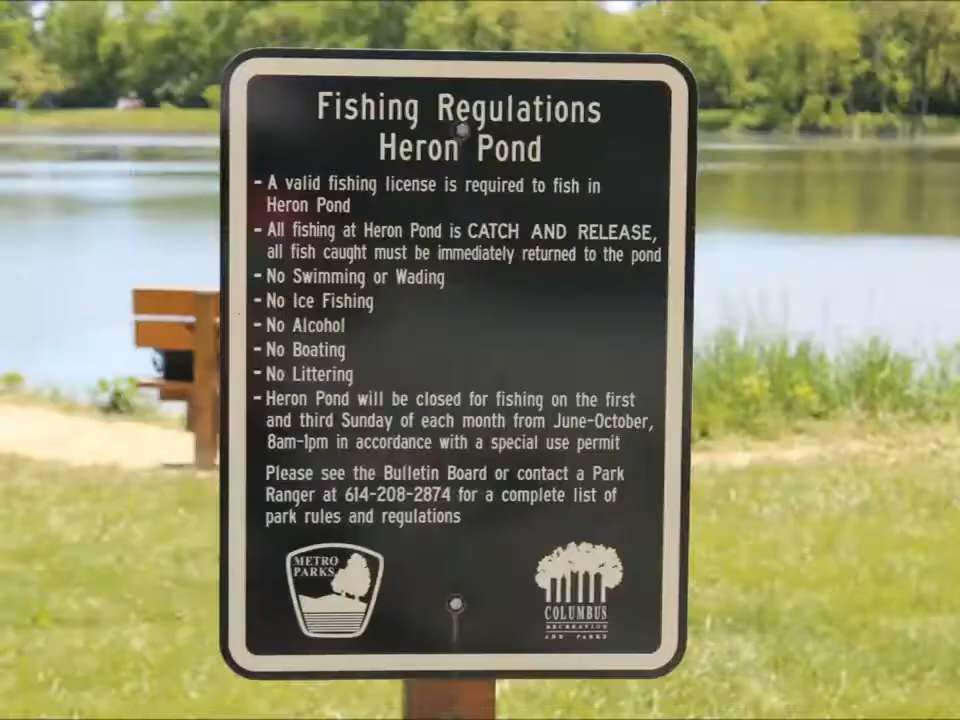 Fishing Regulations
Heron Pond
- A valid fishing license is required to fish in
Heron Pond
- All fishing at Heron Pond is CATCH AND RELEASE,
all fish caught must be immediately returned to the pond
- No Swimming or Wading
- No Ice Fishing
- No Alcohol
- No Boating
- No Littering
- Heron Pond will be closed for fishing on the first
and third Sunday of each month from June-October,
8am-1pm in accordance with a special use permit
Please see the Bulletin Board or contact a Park
Ranger at 614-208-2874 for a complete list of
park rules and regulations
METRO
PARKS
COLUMBUS
RECREATION
AND PARKS